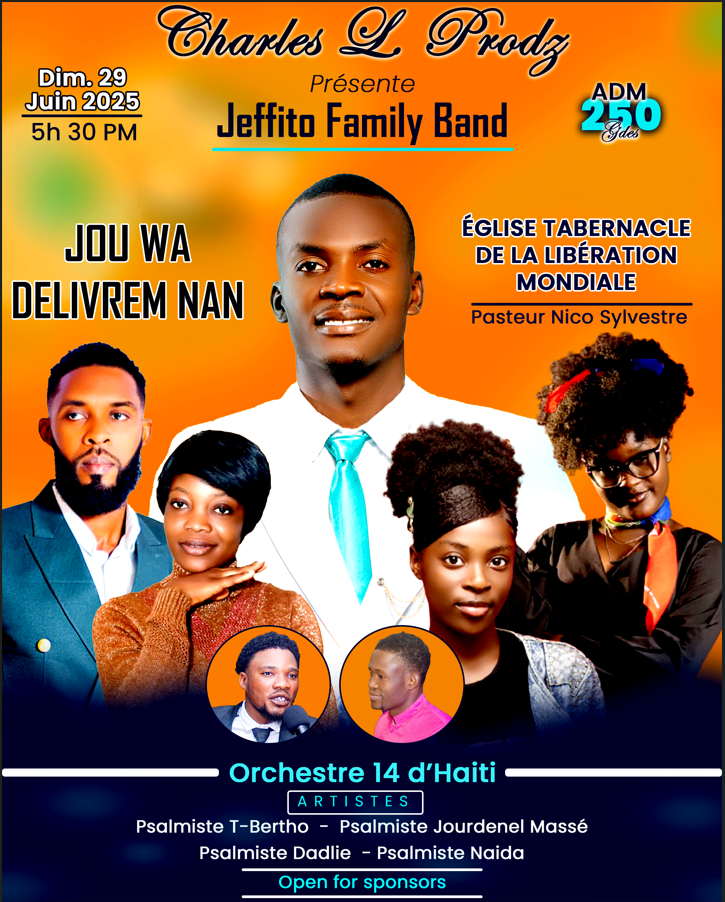 Charles L Prodz
Présente
Jeffito Family Band
Dim. 29
Juin 2025
5h 30 PM
ADM
250
Gdes
JOU WA
DELIVREM NAN
ÉGLISE TABERNACLE
DE LA LIBÉRATION
MONDIALE
Pasteur Nico Sylvestre
Orchestre 14 d'Haiti
ARTISTES
Psalmiste T-Bertho - Psalmiste Jourdenel Massé
Psalmiste Dadlie - Psalmiste Naida
Open for sponsors